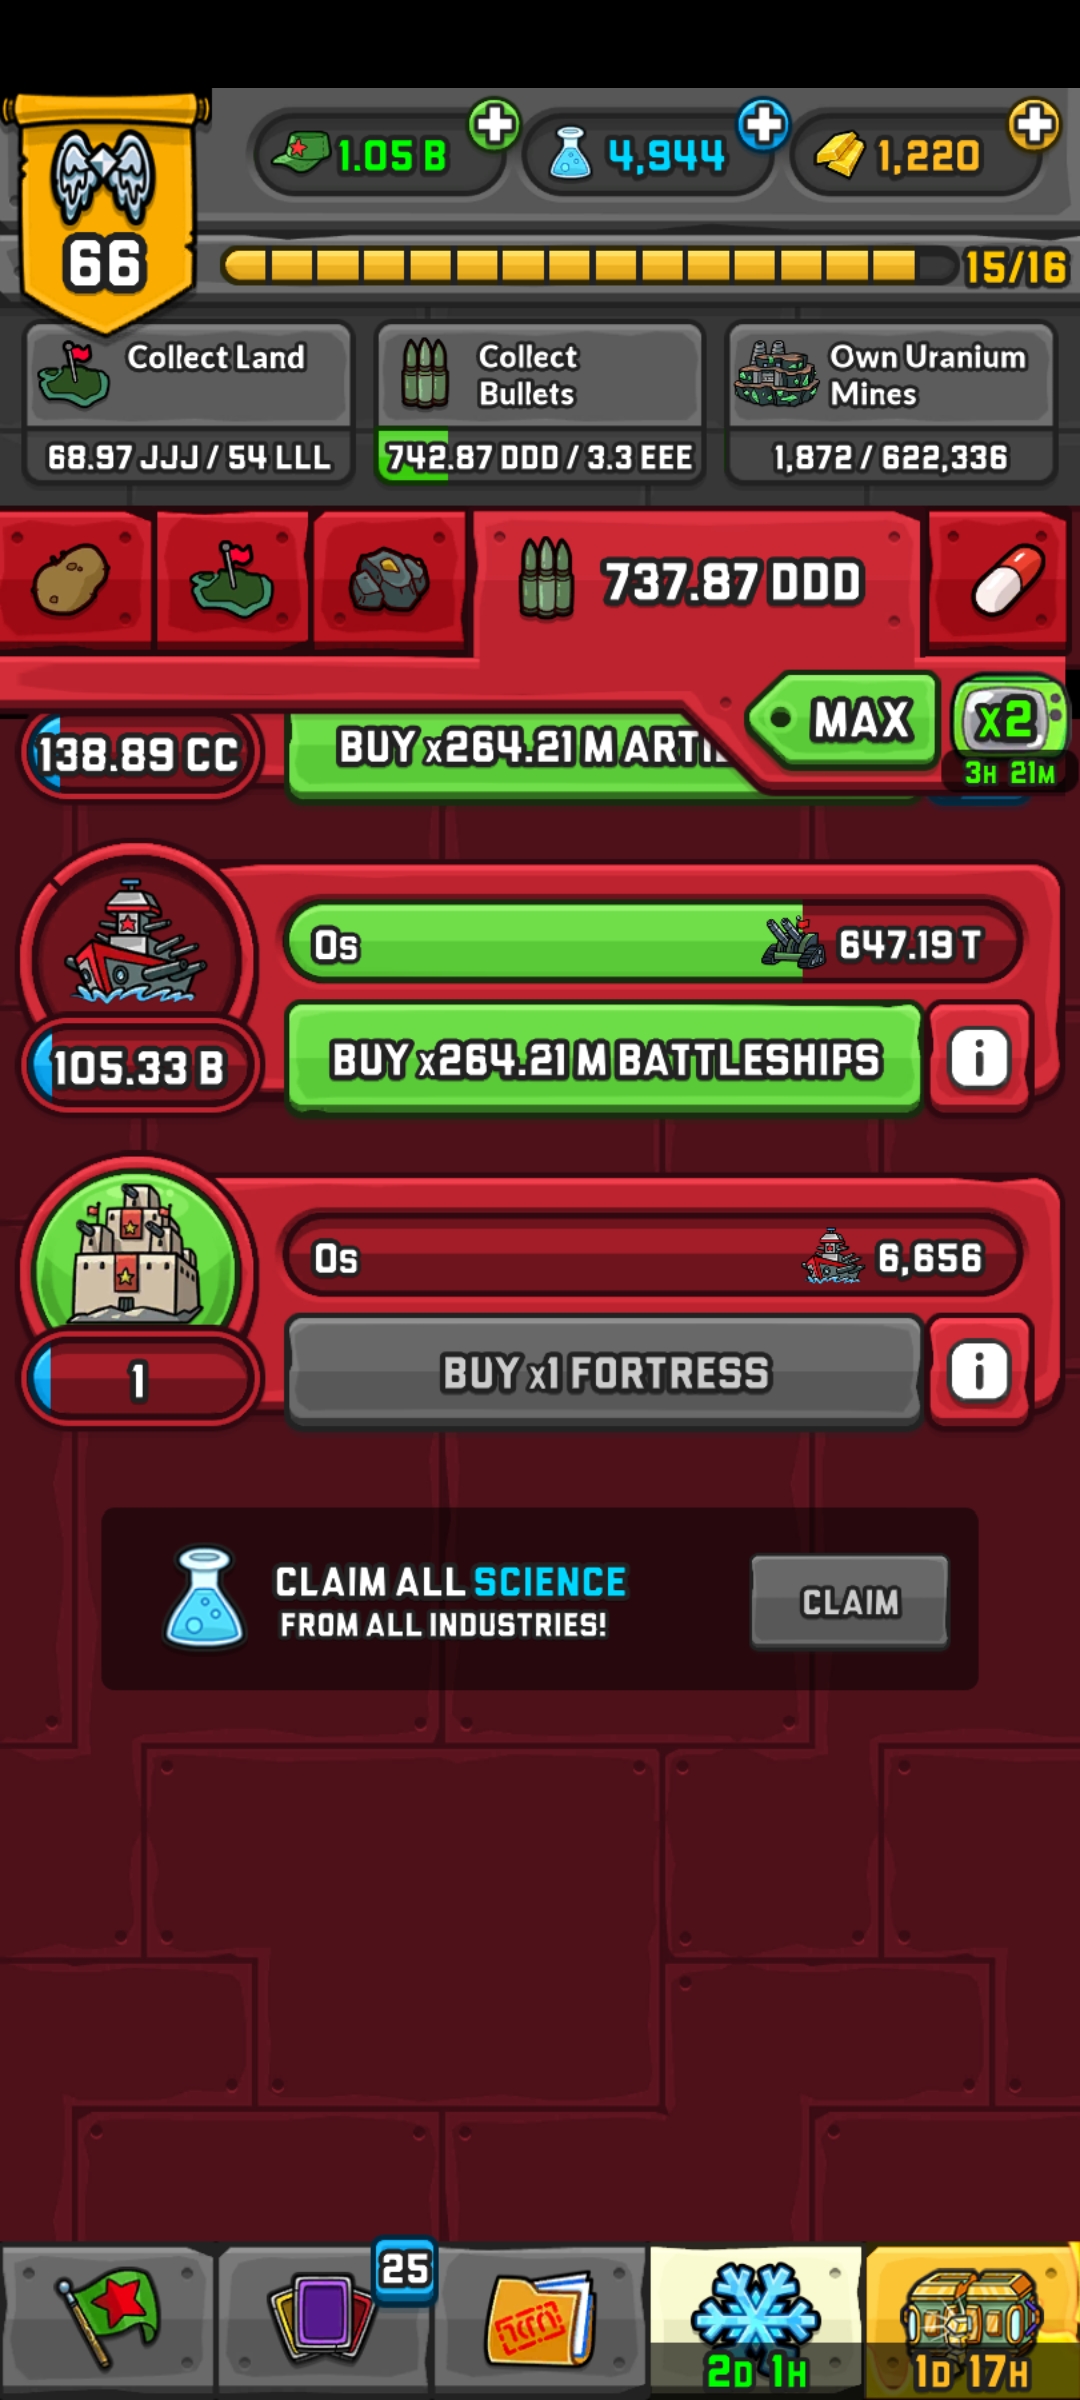 1.05 B
4,944
1,220
66
15/16
Collect Land
68.97 JJJ / 54 LLL
Collect
Bullets
742.87 DDD / 3.3 EEE
Own Uranium
Mines
1,872 / 622,336
737.87 DDD
MAX
x2
3H 21M
138.89 CC
BUY x264.21 M ARTI
0s
647.19 T
105.33 B
BUY x264.21 M BATTLESHIPS
i
0s
6,656
1
BUY x1 FORTRESS
i
CLAIM ALL SCIENCE
FROM ALL INDUSTRIES!
CLAIM
25
2D 1H
1D 17H